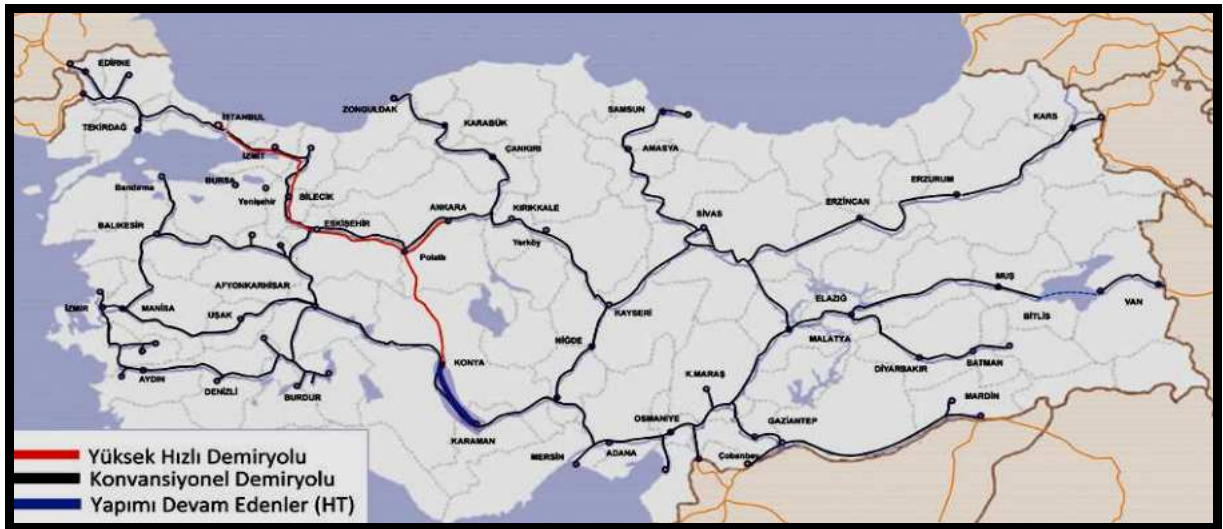 EDİRNE
TEKİRDAĞ
İSTANBUL
İZMİT
ZONGULDAK
KARABÜK
ÇANKIRI
SAMSUN
AMASYA
KARS
ERZURUM
ERZİNCAN
SİVAS
Bandırma
BURSA
Yenişehir
BİLECİK
ESKİŞEHİR
ANKARA
KIRIKKALE
Yerköy
Polatlı
BALIKESİR
AFYONKARHİSAR
İZMİR
MANİSA
UŞAK
KAYSERİ
NİĞDE
ELAZIĞ
MALATYA
MUŞ
BİTLİS
VAN
DİYARBAKIR
BATMAN
MARDİN
AYDIN
DENİZLİ
BURDUR
KONYA
KARAMAN
K.MARAŞ
OSMANİYE
GAZİANTEP
MERSİN
ADANA
Çobanbey
Yüksek Hızlı Demiryolu
Konvansiyonel Demiryolu
Yapımı Devam Edenler (HT)